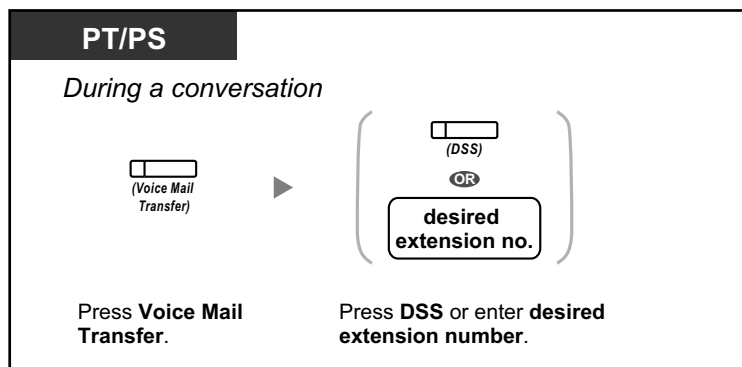 PT/PS
During a conversation
(Voice Mail
Transfer)
(DSS)
OR
desired
extension no.
Press Voice Mail
Transfer.
Press DSS or enter desired
extension number.